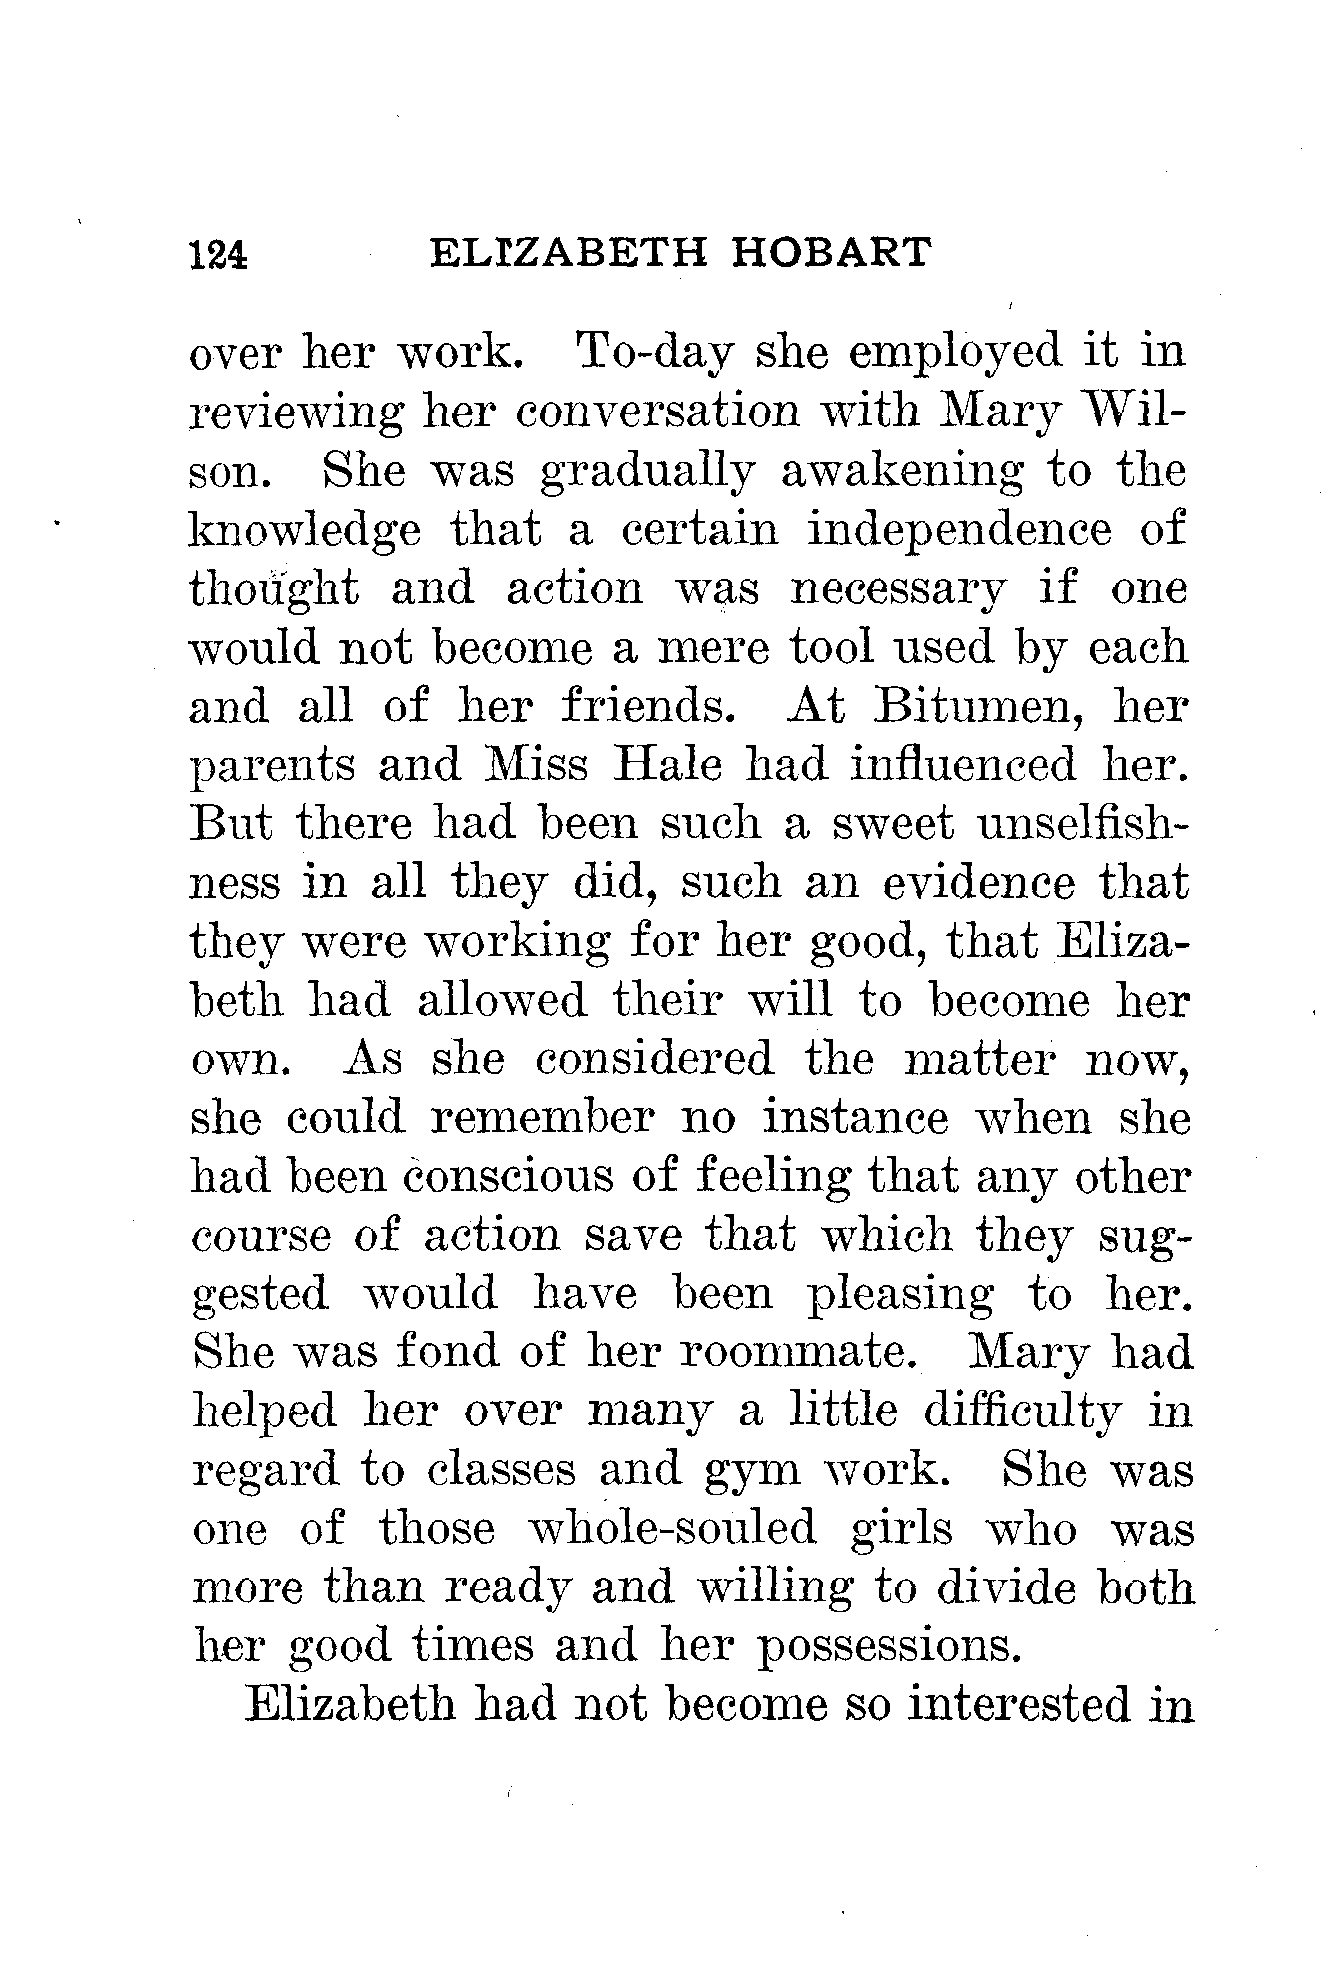 124 ELIZABETH HOBART
over her work. To-day she employed it in
reviewing her conversation with Mary Wil-
son. She was gradually awakening to the
knowledge that a certain independence of
thought and action was necessary if one
would not become a mere tool used by each
and all of her friends. At Bitumen, her
parents and Miss Hale had influenced her.
But there had been such a sweet unselfish-
ness in all they did, such an evidence that
they were working for her good, that Eliza-
beth had allowed their will to become her
own. As she considered the matter now,
she could remember no instance when she
had been conscious of feeling that any other
course of action save that which they sug-
gested would have been pleasing to her.
She was fond of her roommate. Mary had
helped her over many a little difficulty in
regard to classes and gym work. She was
one of those whole-souled girls who was
more than ready and willing to divide both
her good times and her possessions.
Elizabeth had not become so interested in